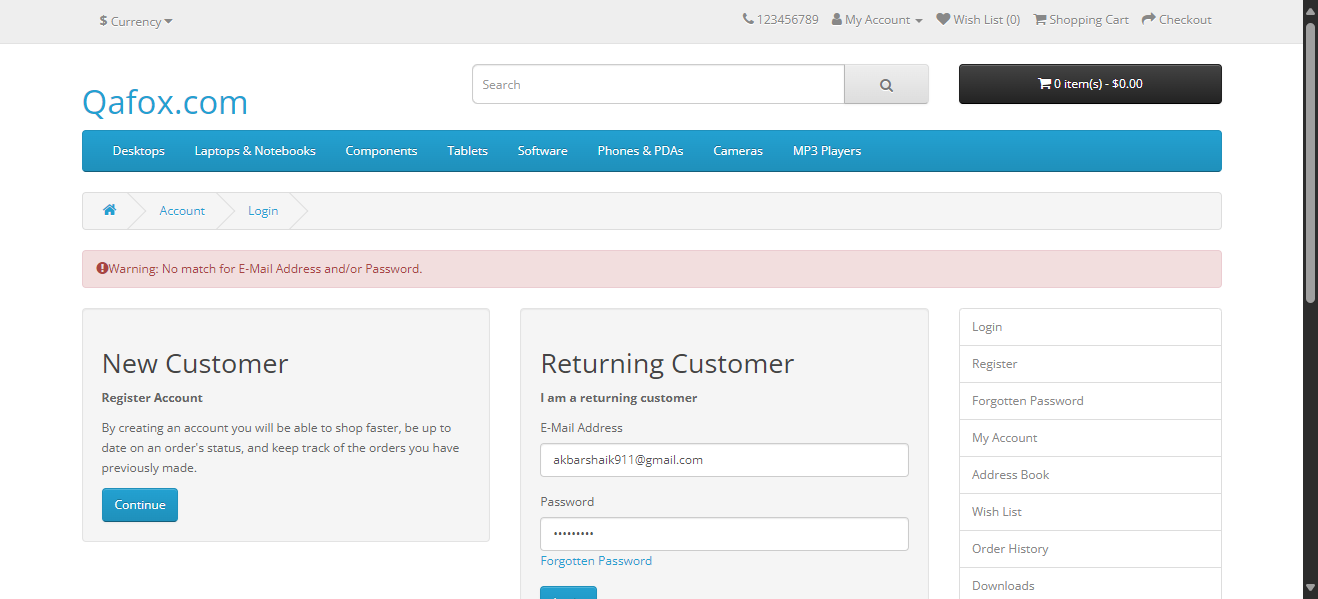 $ Currency
123456789 My Account Wish List (0) Shopping Cart Checkout
Qafox.com
Search
0 item(s) - $0.00
Desktops Laptops & Notebooks Components Tablets Software Phones & PDAs Cameras MP3 Players
Account Login
Warning: No match for E-Mail Address and/or Password.
New Customer
Register Account
By creating an account you will be able to shop faster, be up to
date on an order's status, and keep track of the orders you have
previously made.
Continue
Returning Customer
I am a returning customer
E-Mail Address
akbarshaik911@gmail.com
Password
•••••••••
Forgotten Password
Login
Register
Forgotten Password
My Account
Address Book
Wish List
Order History
Downloads